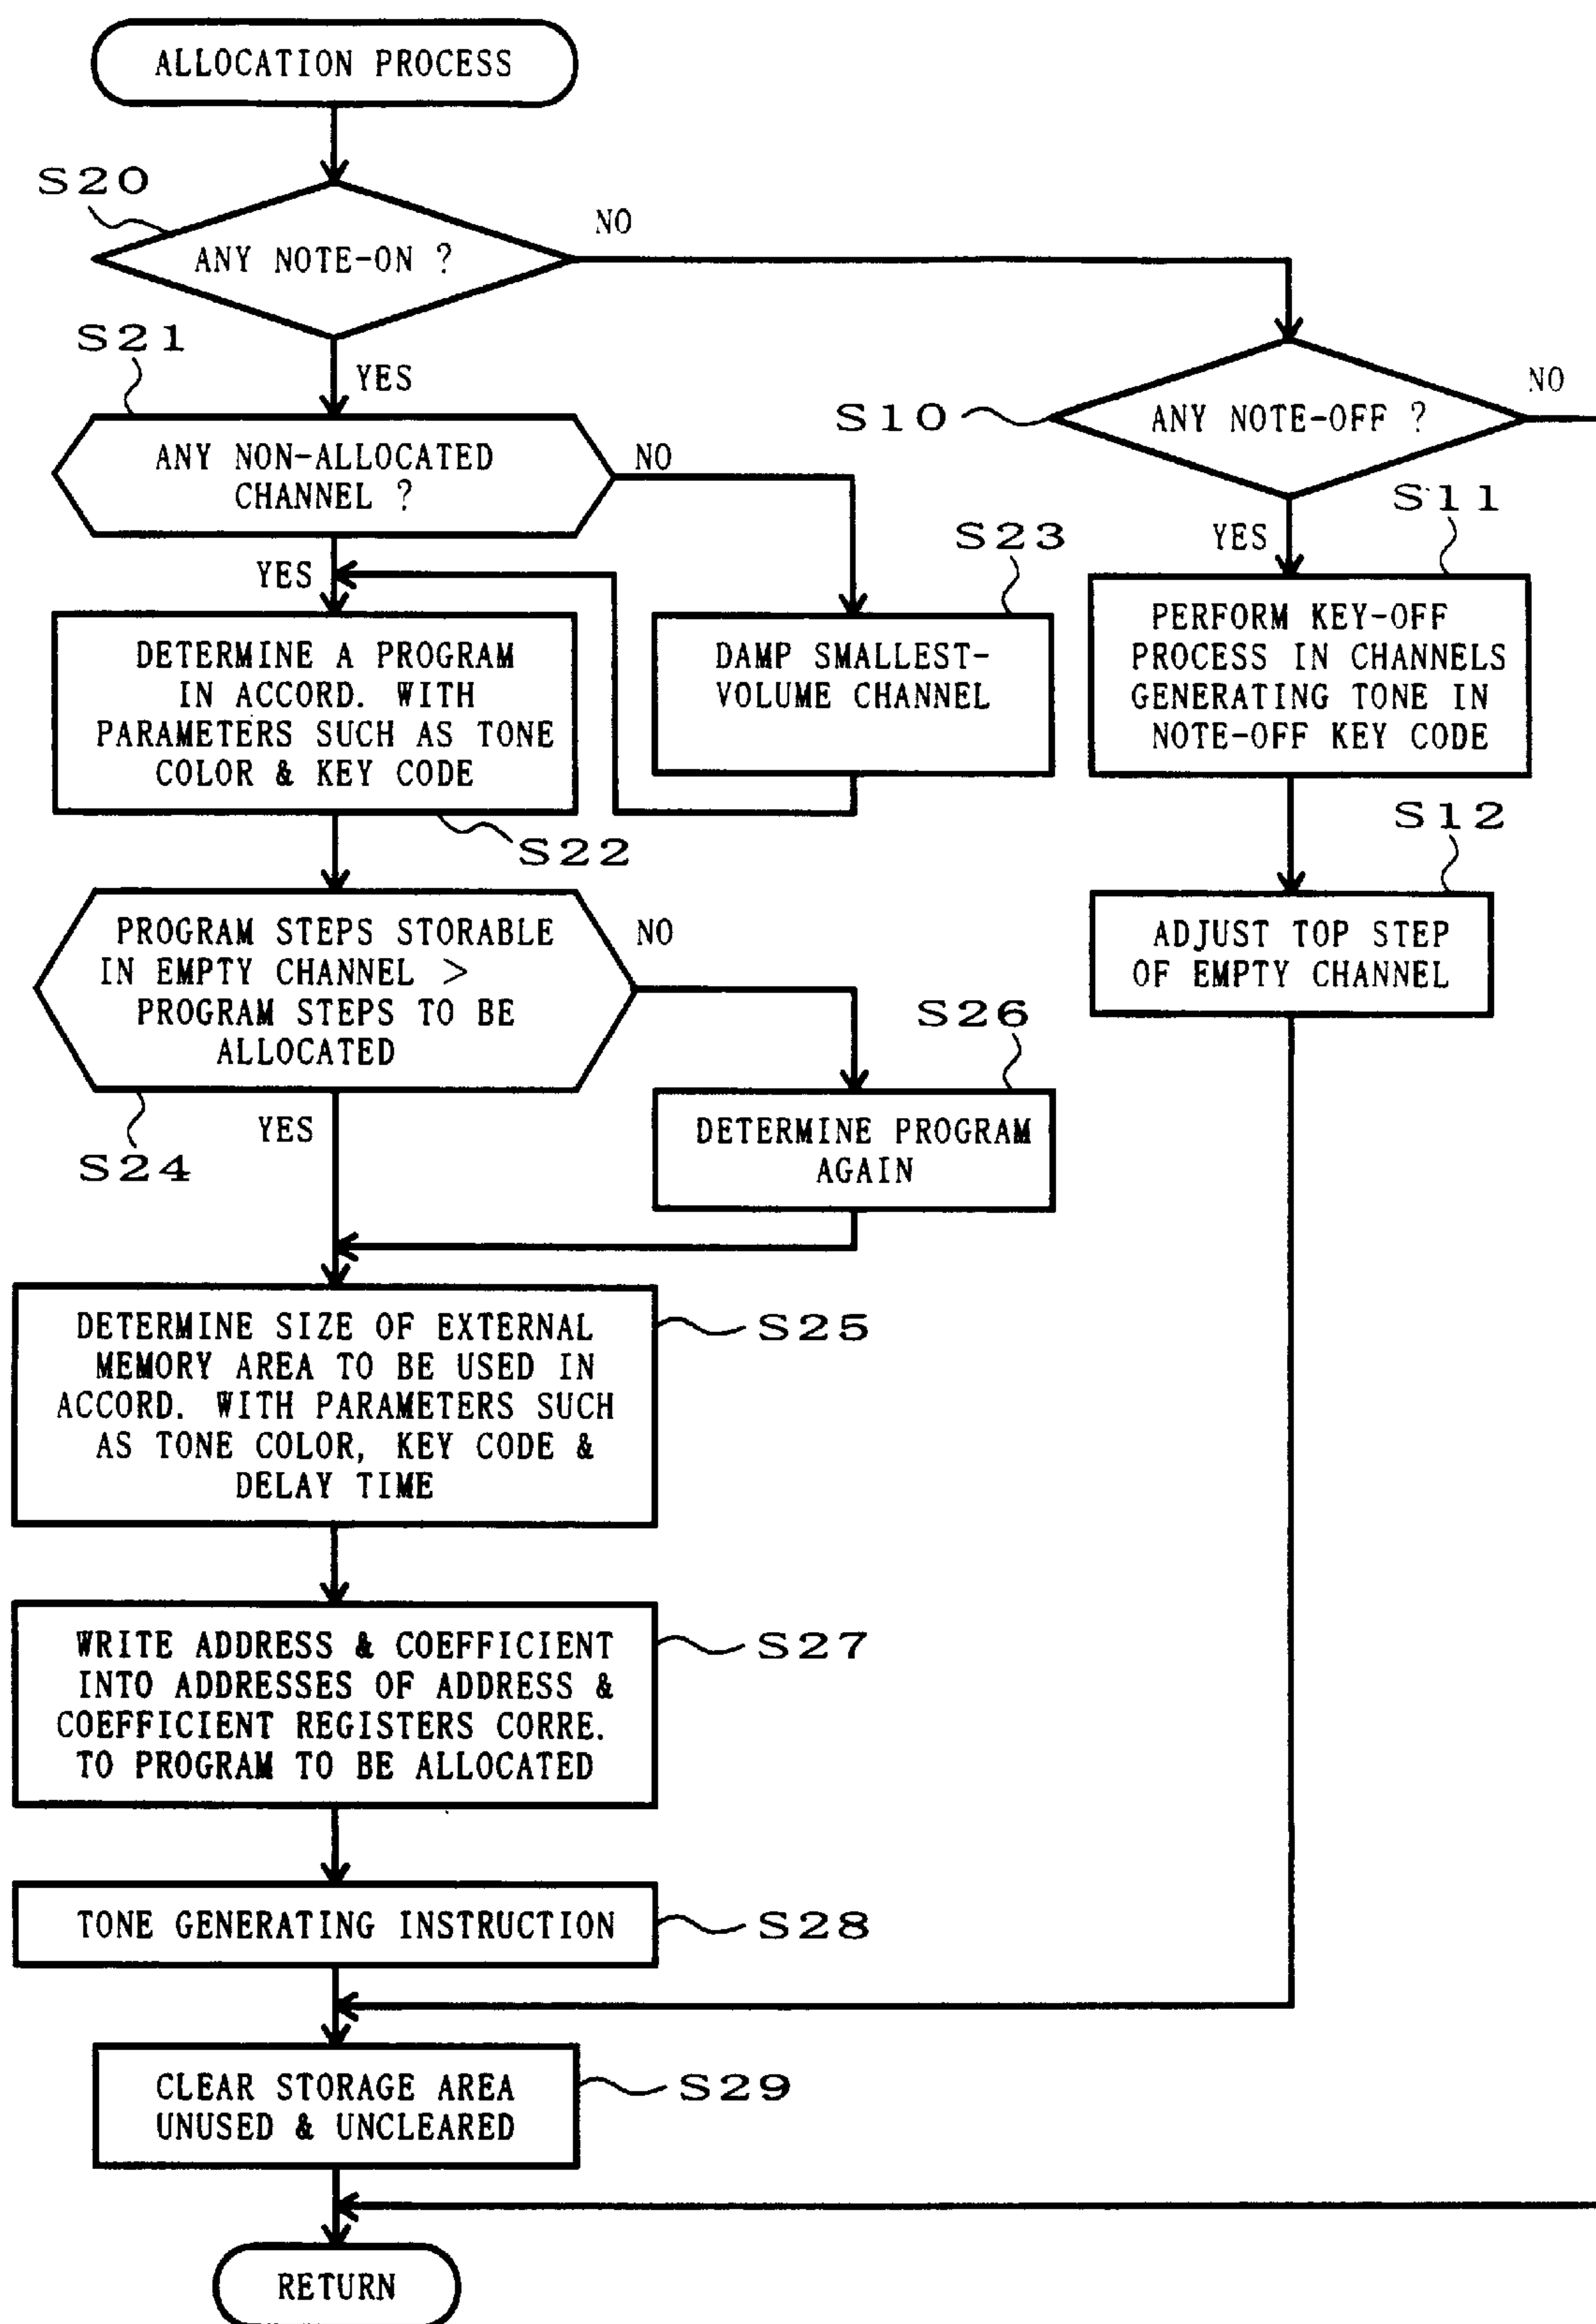 ALLOCATION PROCESS
S20
ANY NOTE-ON ?
NO
S21
YES
ANY NON-ALLOCATED
CHANNEL ?
NO
YES
S23
DAMP SMALLEST-
VOLUME CHANNEL
DETERMINE A PROGRAM
IN ACCORD. WITH
PARAMETERS SUCH AS TONE
COLOR & KEY CODE
S22
S10
ANY NOTE-OFF ?
NO
YES
S11
PERFORM KEY-OFF
PROCESS IN CHANNELS
GENERATING TONE IN
NOTE-OFF KEY CODE
S12
ADJUST TOP STEP
OF EMPTY CHANNEL
PROGRAM STEPS STORABLE
IN EMPTY CHANNEL >
PROGRAM STEPS TO BE
ALLOCATED
NO
S24
YES
S26
DETERMINE PROGRAM
AGAIN
DETERMINE SIZE OF EXTERNAL
MEMORY AREA TO BE USED IN
ACCORD. WITH PARAMETERS SUCH
AS TONE COLOR, KEY CODE &
DELAY TIME
S25
WRITE ADDRESS & COEFFICIENT
INTO ADDRESSES OF ADDRESS &
COEFFICIENT REGISTERS CORRE.
TO PROGRAM TO BE ALLOCATED
S27
TONE GENERATING INSTRUCTION
S28
CLEAR STORAGE AREA
UNUSED & UNCLEARED
S29
RETURN